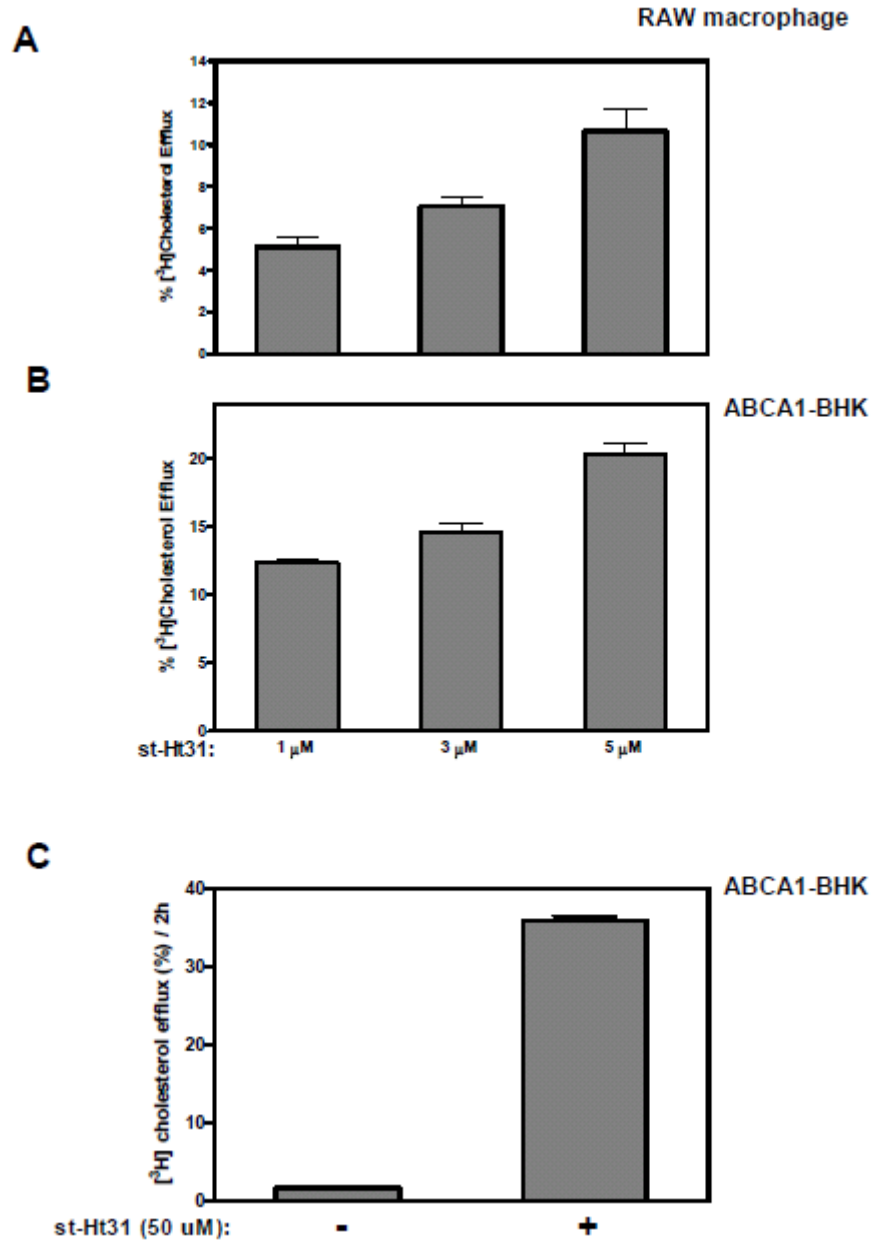 RAW macrophage
A
% [³H]Cholesterol Efflux
14
12
10
8
6
4
2
0
B
ABCA1-BHK
% [³H]Cholesterol Efflux
20
15
10
5
0
st-Ht31: 1 µM 3 µM 5 µM
C
ABCA1-BHK
[³H] cholesterol efflux (%) / 2h
40
30
20
10
0
st-Ht31 (50 uM): - +